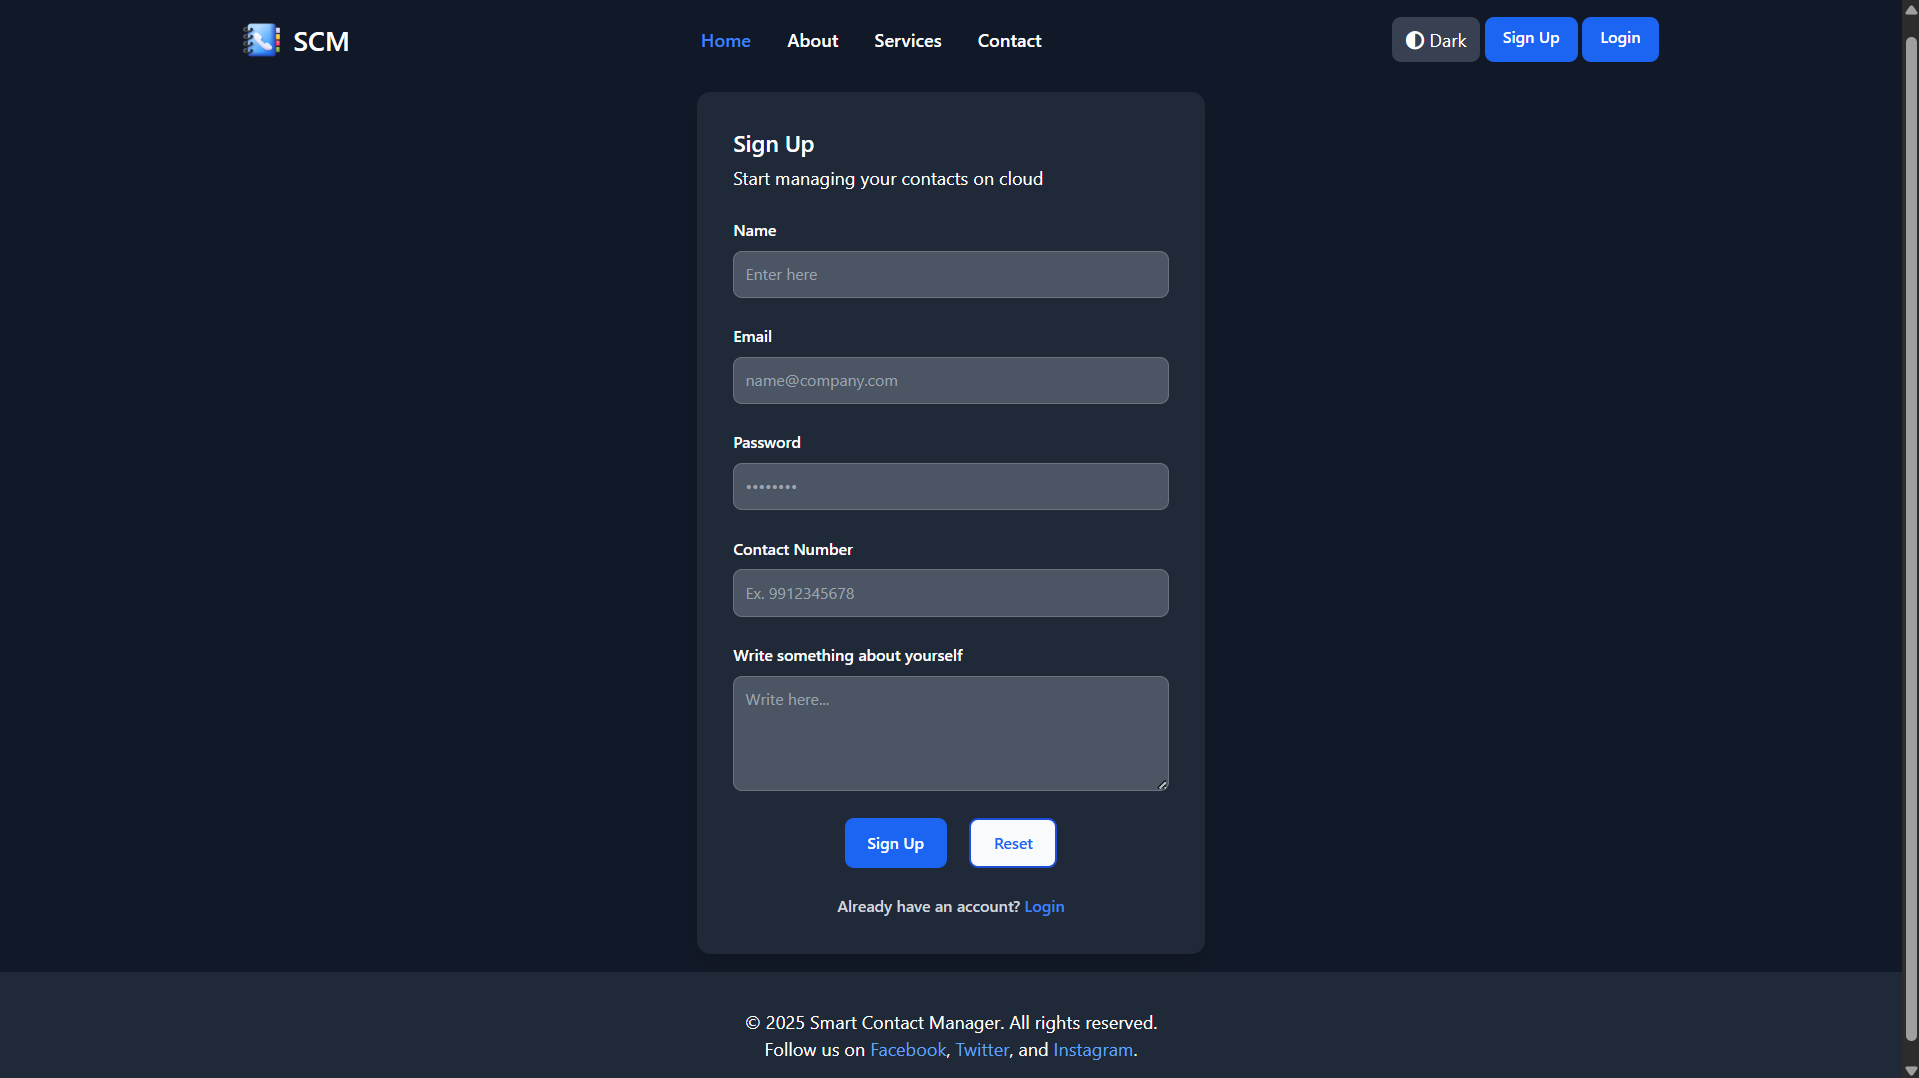 SCM
Home About Services Contact
Dark Sign Up Login
Sign Up
Start managing your contacts on cloud
Name
Enter here
Email
name@company.com
Password
••••••••
Contact Number
Ex. 9912345678
Write something about yourself
Write here...
Sign Up Reset
Already have an account? Login
© 2025 Smart Contact Manager. All rights reserved.
Follow us on Facebook, Twitter, and Instagram.